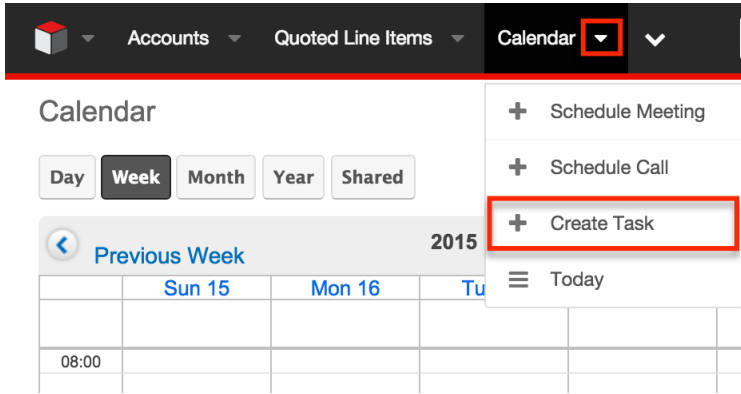 Accounts Quoted Line Items Calendar
Calendar
Schedule Meeting
Day Week Month Year Shared
Schedule Call
Create Task
Previous Week 2015
Today
Sun 15 Mon 16 Tu
08:00